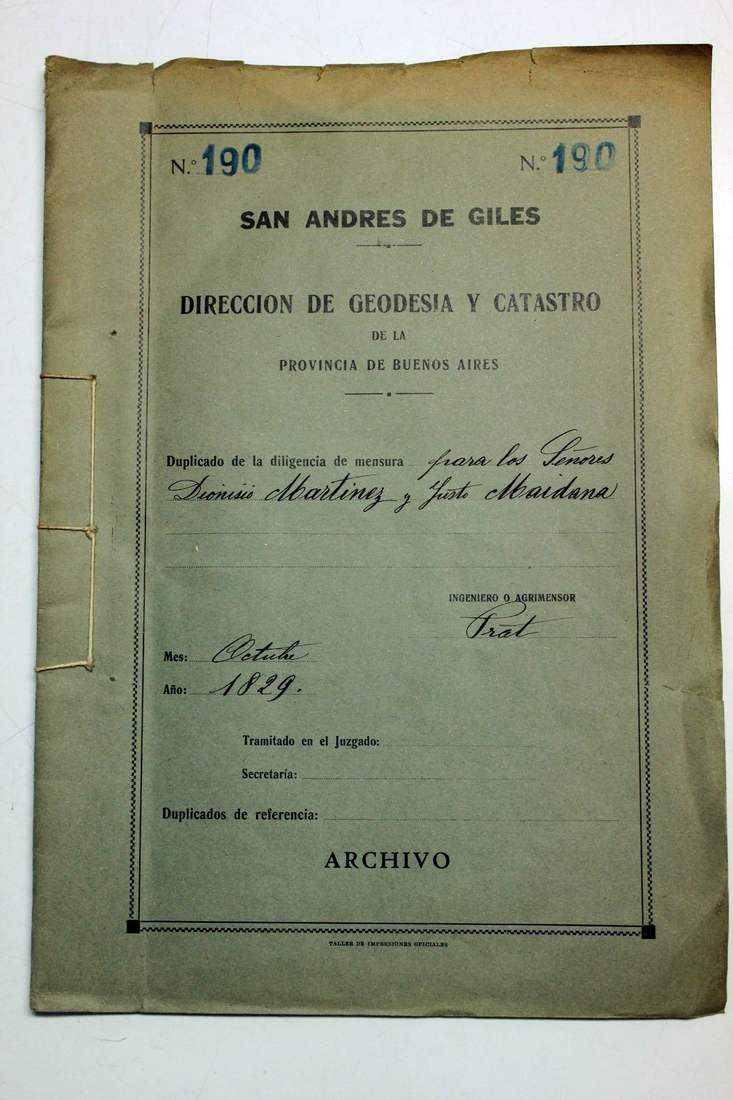 N.º 190 N.º 190
SAN ANDRES DE GILES
DIRECCION DE GEODESIA Y CATASTRO
DE LA
PROVINCIA DE BUENOS AIRES
Duplicado de la diligencia de mensura para los Señores
Dionisio Martinez y Justo Maidana
INGENIERO O AGRIMENSOR
Prat
Mes: Octubre
Año: 1829.
Tramitado en el Juzgado:
Secretaría:
Duplicados de referencia:
ARCHIVO
TALLER DE IMPRESIONES OFICIALES